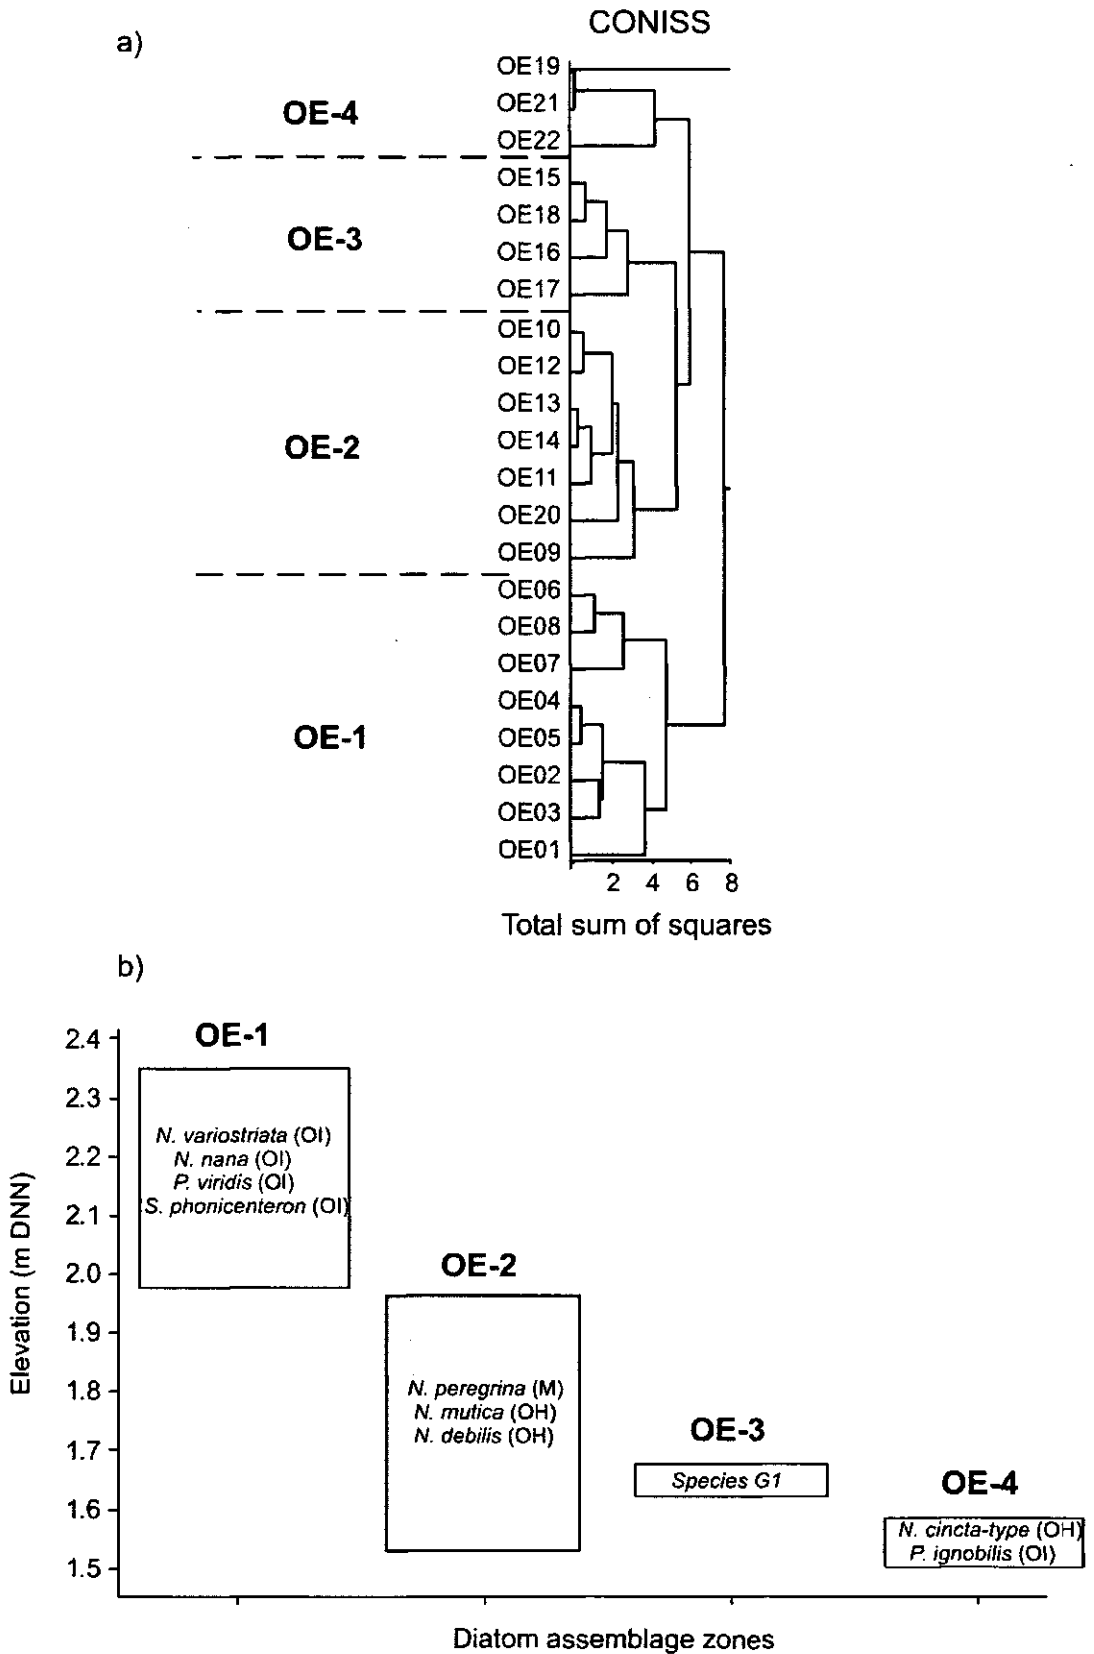 a)
CONISS
OE19
OE21
OE22
OE15
OE18
OE16
OE17
OE10
OE12
OE13
OE14
OE11
OE20
OE09
OE06
OE08
OE07
OE04
OE05
OE02
OE03
OE01
OE-4
OE-3
OE-2
OE-1
2 4 6 8
Total sum of squares
b)
Elevation (m DNN)
2.4
2.3
2.2
2.1
2.0
1.9
1.8
1.7
1.6
1.5
OE-1
N. variostriata (OI)
N. nana (OI)
P. viridis (OI)
S. phonicenteron (OI)
OE-2
N. peregrina (M)
N. mutica (OH)
N. debilis (OH)
OE-3
Species G1
OE-4
N. cincta-type (OH)
P. ignobilis (OI)
Diatom assemblage zones